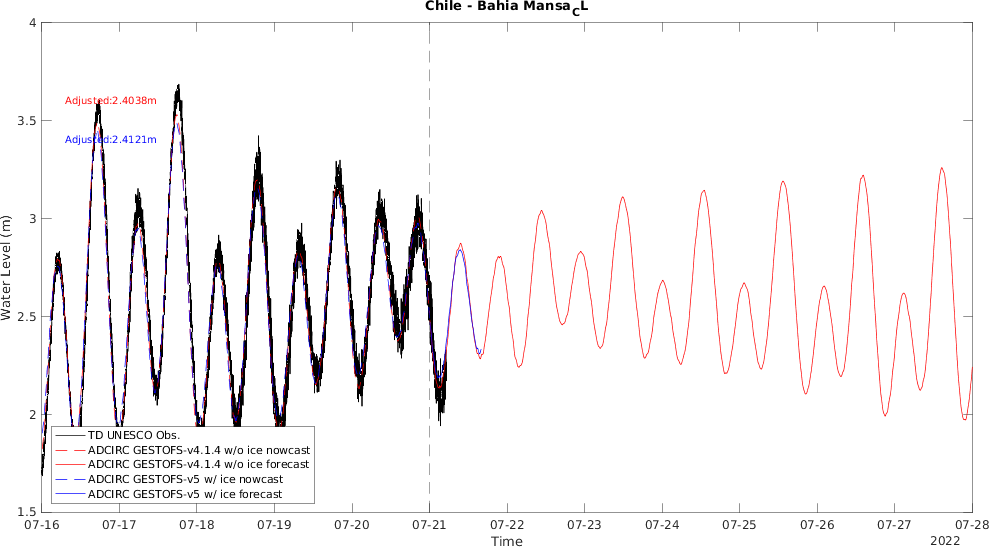 Chile - Bahia Mansa_CL
4
3.5
3
2.5
2
1.5
Water Level (m)
Adjusted:2.4038m
Adjusted:2.4121m
TD UNESCO Obs.
ADCIRC GESTOFS-v4.1.4 w/o ice nowcast
ADCIRC GESTOFS-v4.1.4 w/o ice forecast
ADCIRC GESTOFS-v5 w/ ice nowcast
ADCIRC GESTOFS-v5 w/ ice forecast
07-16 07-17 07-18 07-19 07-20 07-21 07-22 07-23 07-24 07-25 07-26 07-27 07-28
Time
2022